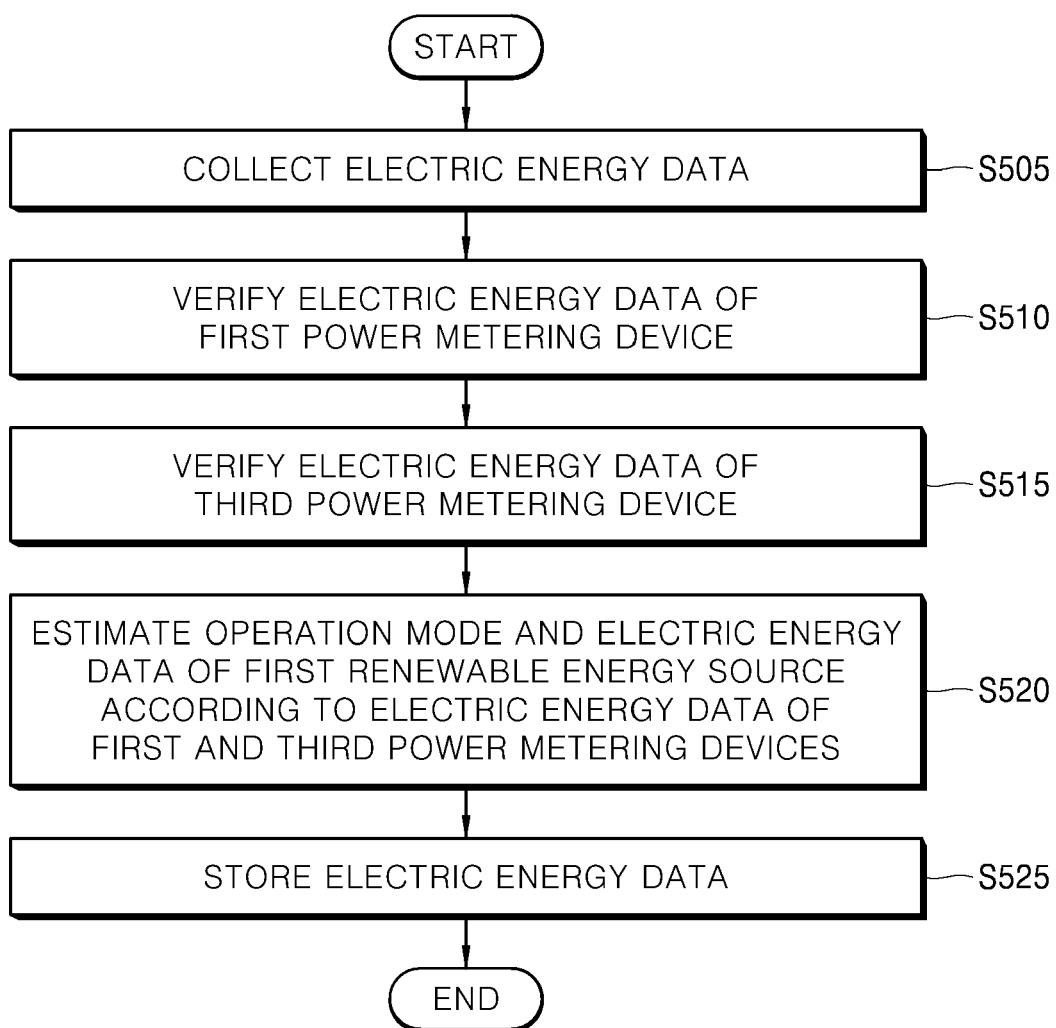 START
COLLECT ELECTRIC ENERGY DATA
S505
VERIFY ELECTRIC ENERGY DATA OF
FIRST POWER METERING DEVICE
S510
VERIFY ELECTRIC ENERGY DATA OF
THIRD POWER METERING DEVICE
S515
ESTIMATE OPERATION MODE AND ELECTRIC ENERGY
DATA OF FIRST RENEWABLE ENERGY SOURCE
ACCORDING TO ELECTRIC ENERGY DATA OF
FIRST AND THIRD POWER METERING DEVICES
S520
STORE ELECTRIC ENERGY DATA
S525
END